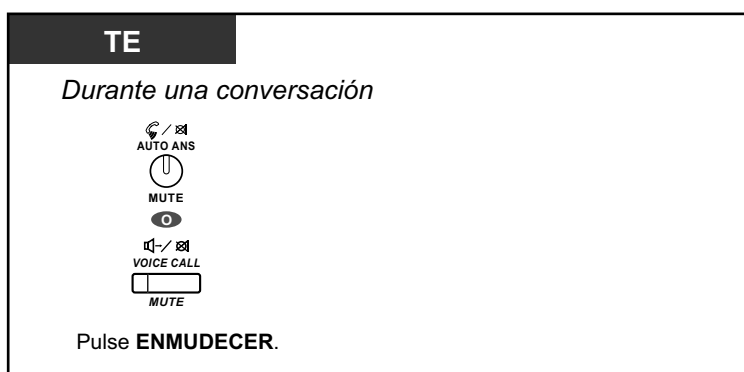 TE
Durante una conversación
AUTO ANS
MUTE
O
VOICE CALL
MUTE
Pulse ENMUDECER.